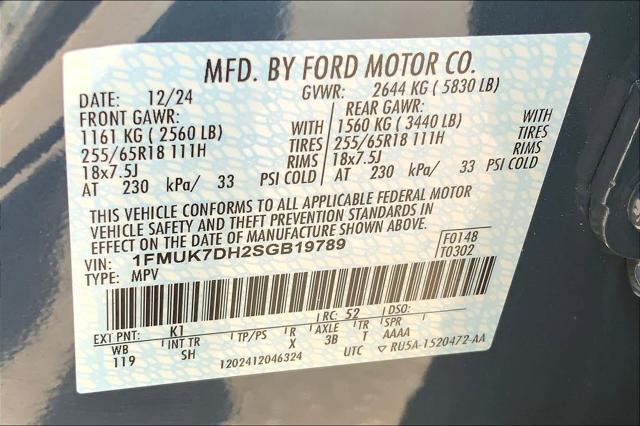 MFD. BY FORD MOTOR CO.
DATE: 12/24 GVWR: 2644 KG ( 5830 LB)
FRONT GAWR: REAR GAWR:
1161 KG ( 2560 LB) WITH 1560 KG ( 3440 LB) WITH
255/65R18 111H TIRES 255/65R18 111H TIRES
18x7.5J RIMS 18x7.5J RIMS
AT 230 kPa/ 33 PSI COLD AT 230 kPa/ 33 PSI COLD
THIS VEHICLE CONFORMS TO ALL APPLICABLE FEDERAL MOTOR
VEHICLE SAFETY AND THEFT PREVENTION STANDARDS IN
EFFECT ON THE DATE OF MANUFACTURE SHOWN ABOVE.
VIN: 1FMUK7DH2SGB19789 F0148
TYPE: MPV T0302
EXT PNT: K1 RC: 52 DSO:
WB INT TR TP/PS R AXLE TR SPR
119 SH X 3B T AAAA
1202412046324 UTC ▽ RU5A-1520472-AA